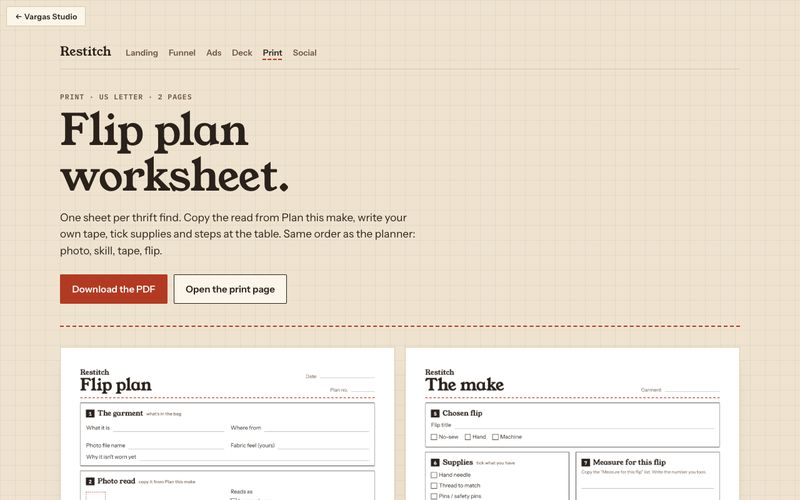 ← Vargas Studio
Restitch Landing Funnel Ads Deck Print Social
PRINT · US LETTER · 2 PAGES
Flip plan
worksheet.
One sheet per thrift find. Copy the read from Plan this make, write your
own tape, tick supplies and steps at the table. Same order as the planner:
photo, skill, tape, flip.
Download the PDF Open the print page
Restitch
Flip plan
Date:
Plan no.
1 The garment what's in the bag
What it is
Where from
Photo file name
Fabric feel (yours)
Why it isn't worn yet
2 Photo read copy it from Plan this make
Reads as
Restitch
The make
Garment:
5 Chosen flip
Flip title
No-sew Hand Machine
6 Supplies tick what you have
Hand needle
Thread to match
Pins / safety pins
7 Measure for this flip
Copy the "Measure for this flip" list. Write the number you took.